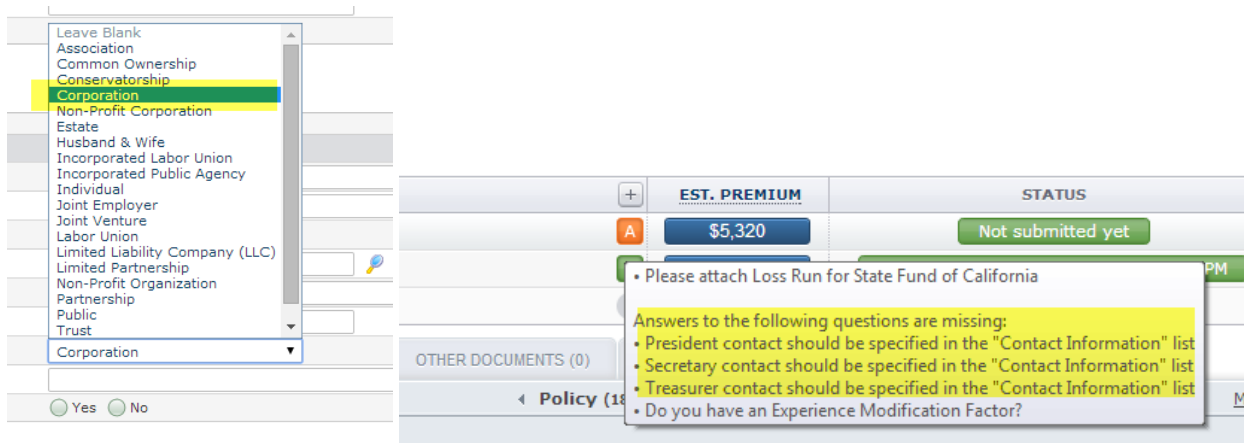 Leave Blank
Association
Common Ownership
Conservatorship
Corporation
Non-Profit Corporation
Estate
Husband & Wife
Incorporated Labor Union
Incorporated Public Agency
Individual
Joint Employer
Joint Venture
Labor Union
Limited Liability Company (LLC)
Limited Partnership
Non-Profit Organization
Partnership
Public
Trust
Corporation
Yes No
+ EST. PREMIUM STATUS
A $5,320 Not submitted yet
PM
• Please attach Loss Run for State Fund of California
Answers to the following questions are missing:
• President contact should be specified in the "Contact Information" list
• Secretary contact should be specified in the "Contact Information" list
• Treasurer contact should be specified in the "Contact Information" list
• Do you have an Experience Modification Factor?
OTHER DOCUMENTS (0)
Policy (18
M